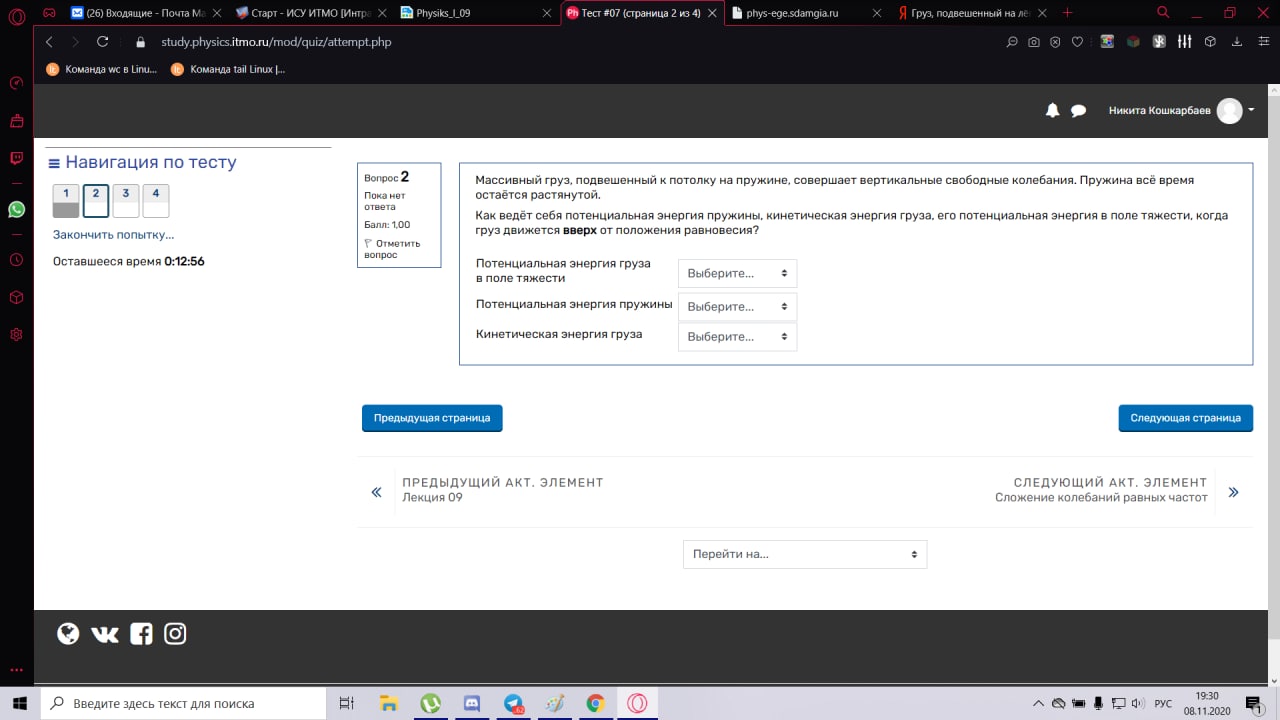 (26) Входящие - Почта Ма
Старт - ИСУ ИТМО [Интра
Physiks_I_09
Тест #07 (страница 2 из 4)
phys-ege.sdamgia.ru
Груз, подвешенный на лё
study.physics.itmo.ru/mod/quiz/attempt.php
Команда wc в Linu...
Команда tail Linux |...
Никита Кошкарбаев
Навигация по тесту
1 2 3 4
Закончить попытку...
Оставшееся время 0:12:56
Вопрос 2
Пока нет
ответа
Балл: 1,00
Отметить
вопрос
Массивный груз, подвешенный к потолку на пружине, совершает вертикальные свободные колебания. Пружина всё время
остаётся растянутой.
Как ведёт себя потенциальная энергия пружины, кинетическая энергия груза, его потенциальная энергия в поле тяжести, когда
груз движется вверх от положения равновесия?
Потенциальная энергия груза
в поле тяжести
Выберите...
Потенциальная энергия пружины
Выберите...
Кинетическая энергия груза
Выберите...
Предыдущая страница
Следующая страница
ПРЕДЫДУЩИЙ АКТ. ЭЛЕМЕНТ
Лекция 09
СЛЕДУЮЩИЙ АКТ. ЭЛЕМЕНТ
Сложение колебаний равных частот
Перейти на...
Введите здесь текст для поиска
62
РУС
19:30
08.11.2020
1